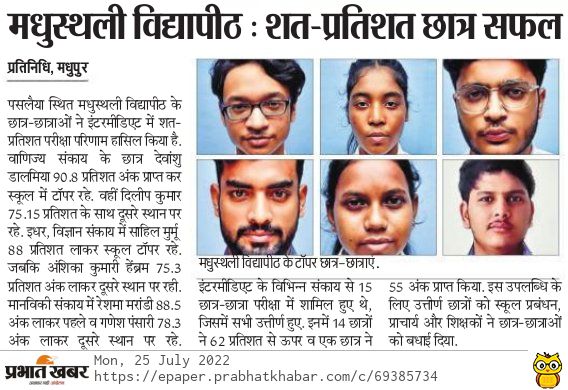 मधुस्थली विद्यापीठ : शत-प्रतिशत छात्र सफल
प्रतिनिधि, मधुपुर
पसलैया स्थित मधुस्थली विद्यापीठ के
छात्र-छात्राओं ने इंटरमीडिएट में शत-
प्रतिशत परीक्षा परिणाम हासिल किया है.
वाणिज्य संकाय के छात्र देवांशु
डालमिया 90.8 प्रतिशत अंक प्राप्त कर
स्कूल में टॉपर रहे. वहीं दिलीप कुमार
75.15 प्रतिशत के साथ दूसरे स्थान पर
रहे. इधर, विज्ञान संकाय में साहिल मुर्मू
88 प्रतिशत लाकर स्कूल टॉपर रहे.
जबकि अंशिका कुमारी हेंब्रम 75.3
प्रतिशत अंक लाकर दूसरे स्थान पर रही.
मानविकी संकाय में रेशमा मरांडी 88.5
अंक लाकर पहले व गणेश पंसारी 78.3
अंक लाकर दूसरे स्थान पर रहे.
मधुस्थली विद्यापीठ के टॉपर छात्र-छात्राएं.
इंटरमीडिएट के विभिन्न संकाय से 15
छात्र-छात्रा परीक्षा में शामिल हुए थे,
जिसमें सभी उत्तीर्ण हुए. इनमें 14 छात्रों
ने 62 प्रतिशत से ऊपर व एक छात्र ने
55 अंक प्राप्त किया. इस उपलब्धि के
लिए उत्तीर्ण छात्रों को स्कूल प्रबंधन,
प्राचार्य और शिक्षकों ने छात्र-छात्राओं
को बधाई दिया.
प्रभात खबर
अखबार नहीं आंदोलन
Mon, 25 July 2022
https://epaper.prabhatkhabar.com/c/69385734